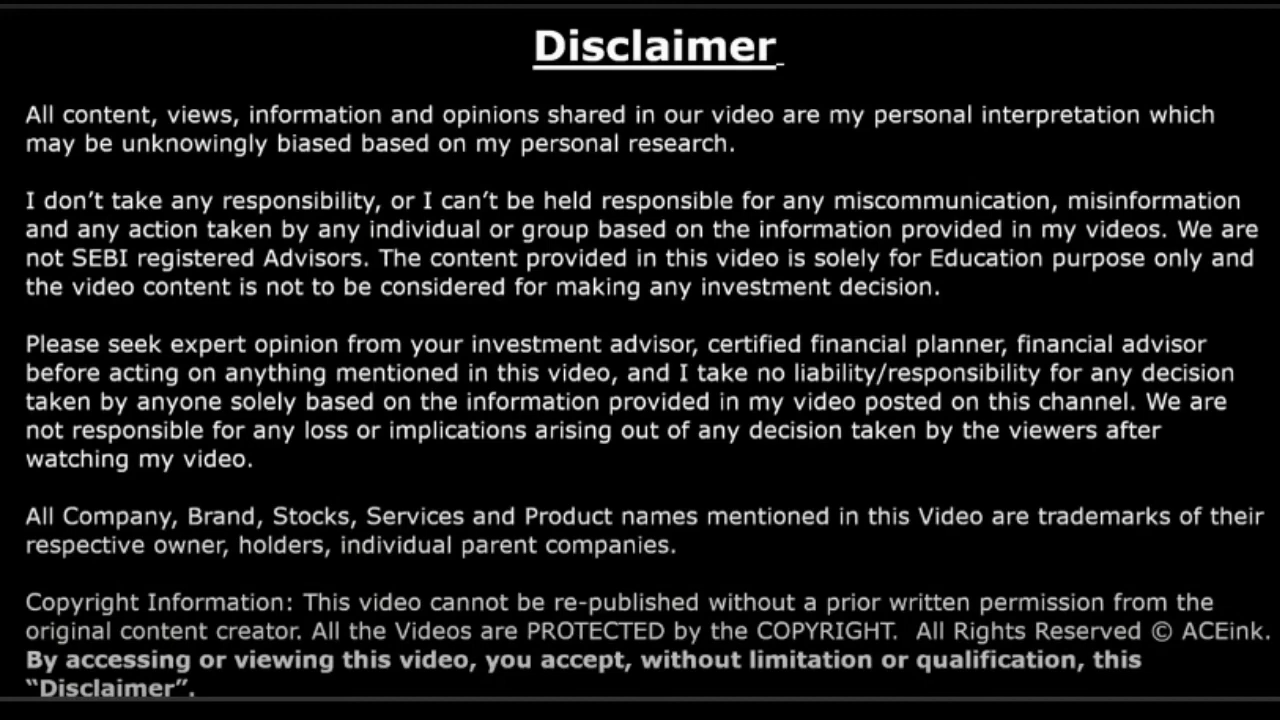 Disclaimer
All content, views, information and opinions shared in our video are my personal interpretation which
may be unknowingly biased based on my personal research.
I don’t take any responsibility, or I can’t be held responsible for any miscommunication, misinformation
and any action taken by any individual or group based on the information provided in my videos. We are
not SEBI registered Advisors. The content provided in this video is solely for Education purpose only and
the video content is not to be considered for making any investment decision.
Please seek expert opinion from your investment advisor, certified financial planner, financial advisor
before acting on anything mentioned in this video, and I take no liability/responsibility for any decision
taken by anyone solely based on the information provided in my video posted on this channel. We are
not responsible for any loss or implications arising out of any decision taken by the viewers after
watching my video.
All Company, Brand, Stocks, Services and Product names mentioned in this Video are trademarks of their
respective owner, holders, individual parent companies.
Copyright Information: This video cannot be re-published without a prior written permission from the
original content creator. All the Videos are PROTECTED by the COPYRIGHT.  All Rights Reserved © ACEink.
By accessing or viewing this video, you accept, without limitation or qualification, this
“Disclaimer”.